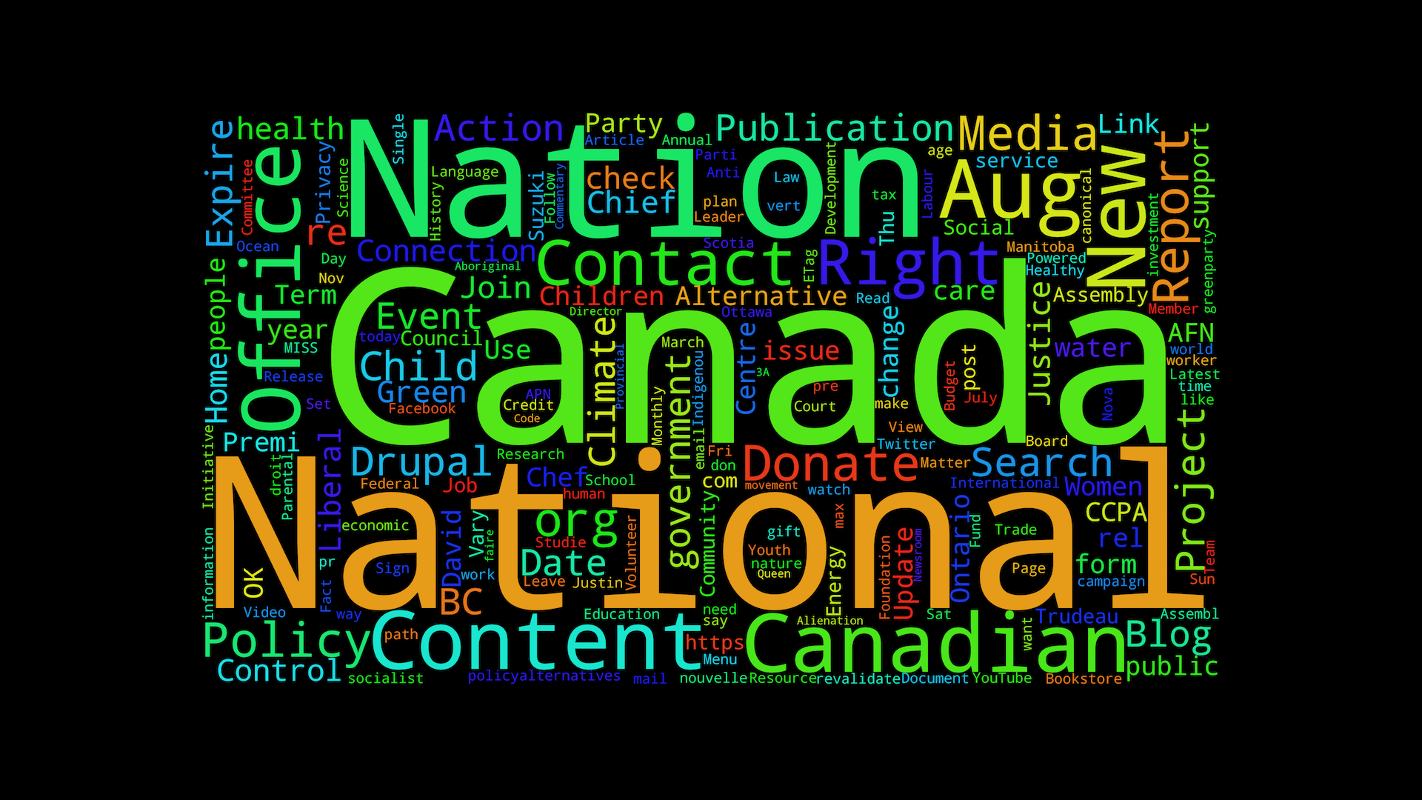 health
Action
Party
Publication
Media
Link
Expire
office
Nation
Single
Article
Annual
Parti
Anti
age
service
New
Report
support
Committee
Privacy
Science
Language
History
Suzuki
Follow
Commentary
check
Chief
plan
Leader
Law
vert
Development
tax
Thu
Labour
Aug
Social
canonical
investment
greenparty
re
Ocean
Connection
Day
Nov
Scotia
Contact
ETag
Right
Manitoba
Powered
Healthy
people
Term
Aboriginal
Join
Children
Alternative
Read
care
Assembly
Member
year
MISS
Event
today
Council
Use
Director
Ottawa
Canada
change
Justice
water
AFN
world
worker
Latest
time
like
Home
Release
Set
Child
Green
Facebook
APN
Credit
Code
Climate
Provincial
March
Monthly
government
Indigenou
email
Centre
3A
issue
pre
Court
make
Budget
post
July
Nova
View
Twitter
Board
Project
Premi
Initiative
droit
Parental
Liberal
Drupal
Federal
Research
Job
Chef
School
human
Fri
don
com
Donate
movement
watch
Matter
Search
International
Women
CCPA
National
information
OK
economic
David
Vary
faire
org
Studie
Date
Volunteer
Community
gift
Youth
nature
Queen
max
Energy
Foundation
Update
Newsroom
Ontario
Fund
Trade
Page
rel
form
campaign
Team
Sun
pr
Fact
Sign
work
Leave
Justin
BC
Video
way
Education
need
say
Alienation
Sat
want
Trudeau
Assembl
Policy
path
Content
https
Menu
Canadian
Blog
public
Control
socialist
policyalternatives
mail
nouvelle
Resource
revalidate
Document
YouTube
Bookstore